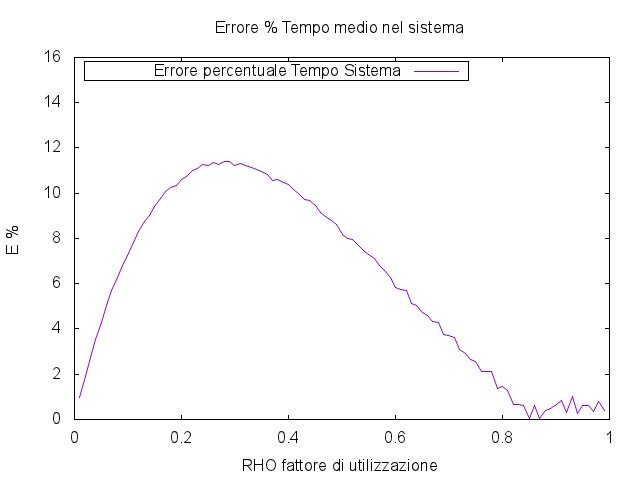 Errore % Tempo medio nel sistema
Errore percentuale Tempo Sistema
16
14
12
10
8
6
4
2
0
E %
0 0.2 0.4 0.6 0.8 1
RHO fattore di utilizzazione